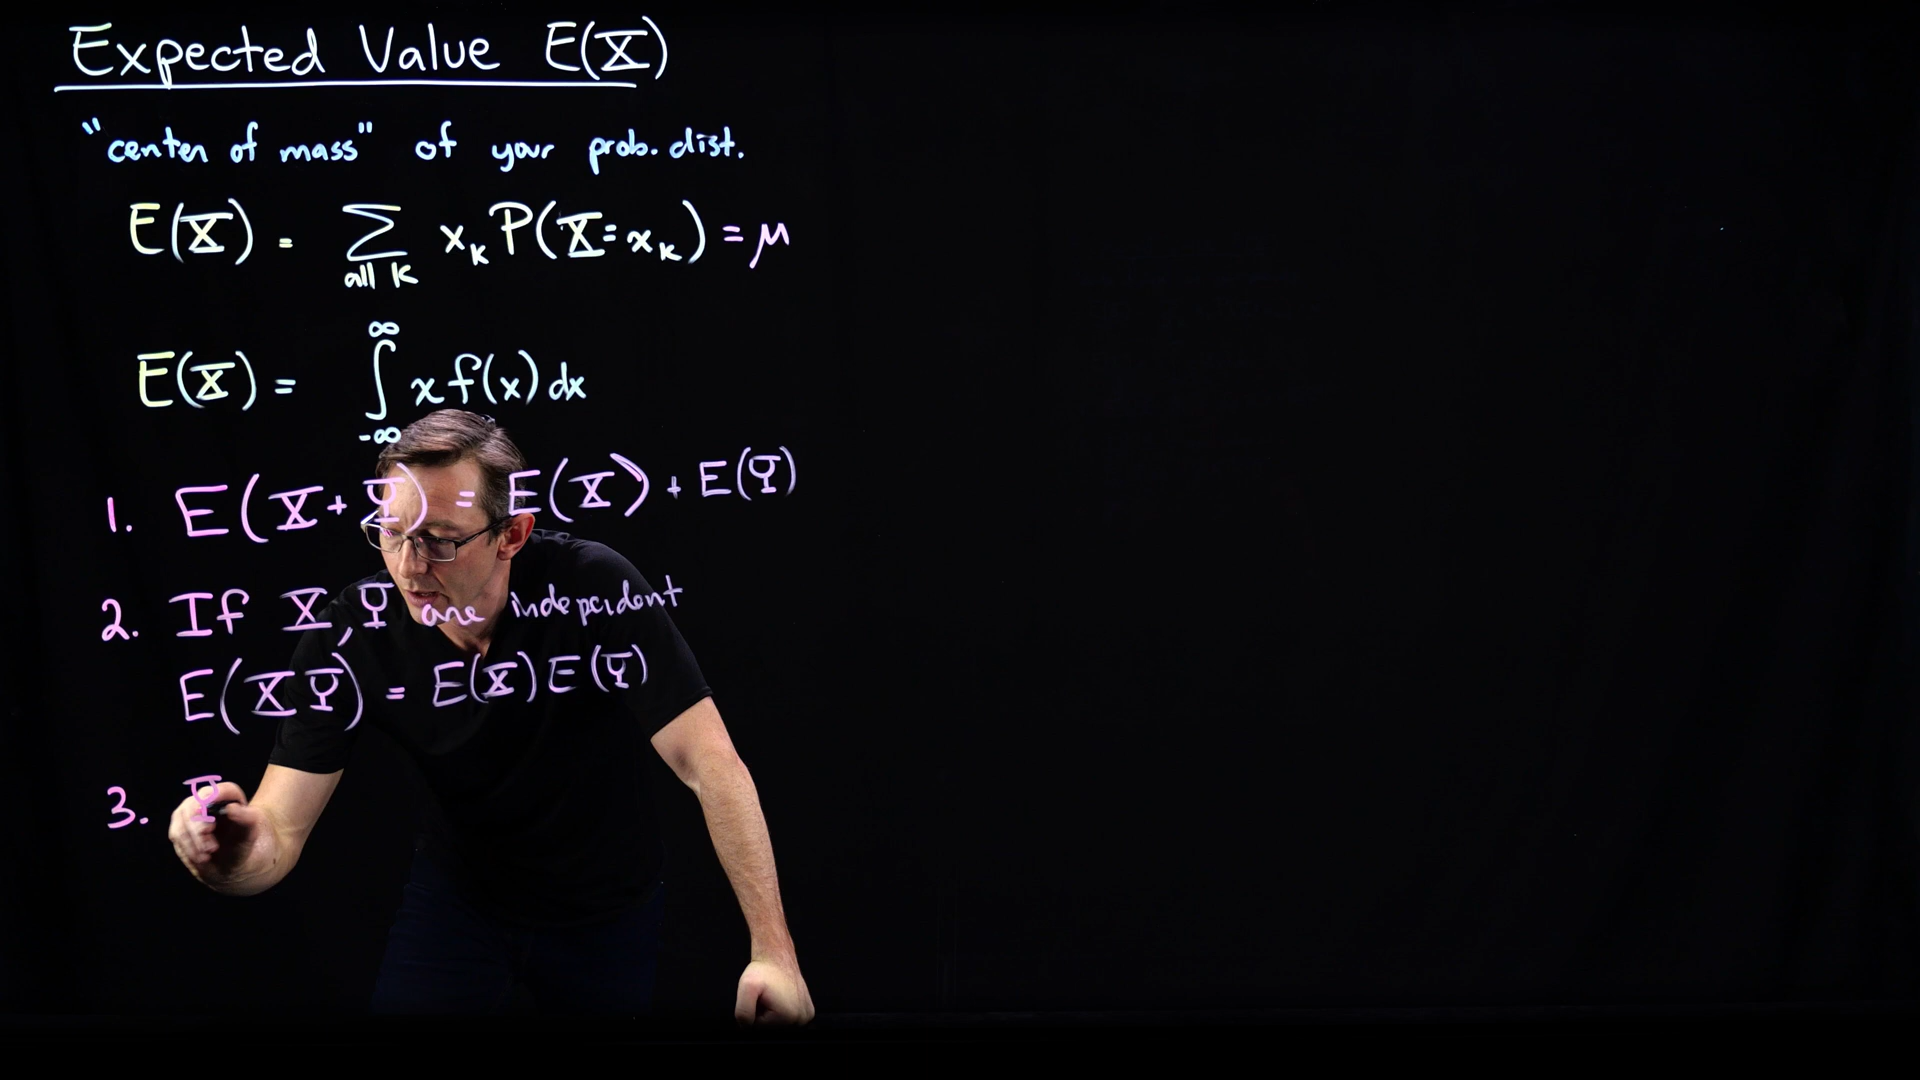 Expected Value E(X)
"center of mass" of your prob. dist.
E(X) = ∑ all k x_k P(X = x_k) = μ
E(X) = ∫_{-∞}^{∞} x f(x) dx
1. E(X + Y) = E(X) + E(Y)
2. If X, Y are independent
E(XY) = E(X) E(Y)
3. Y